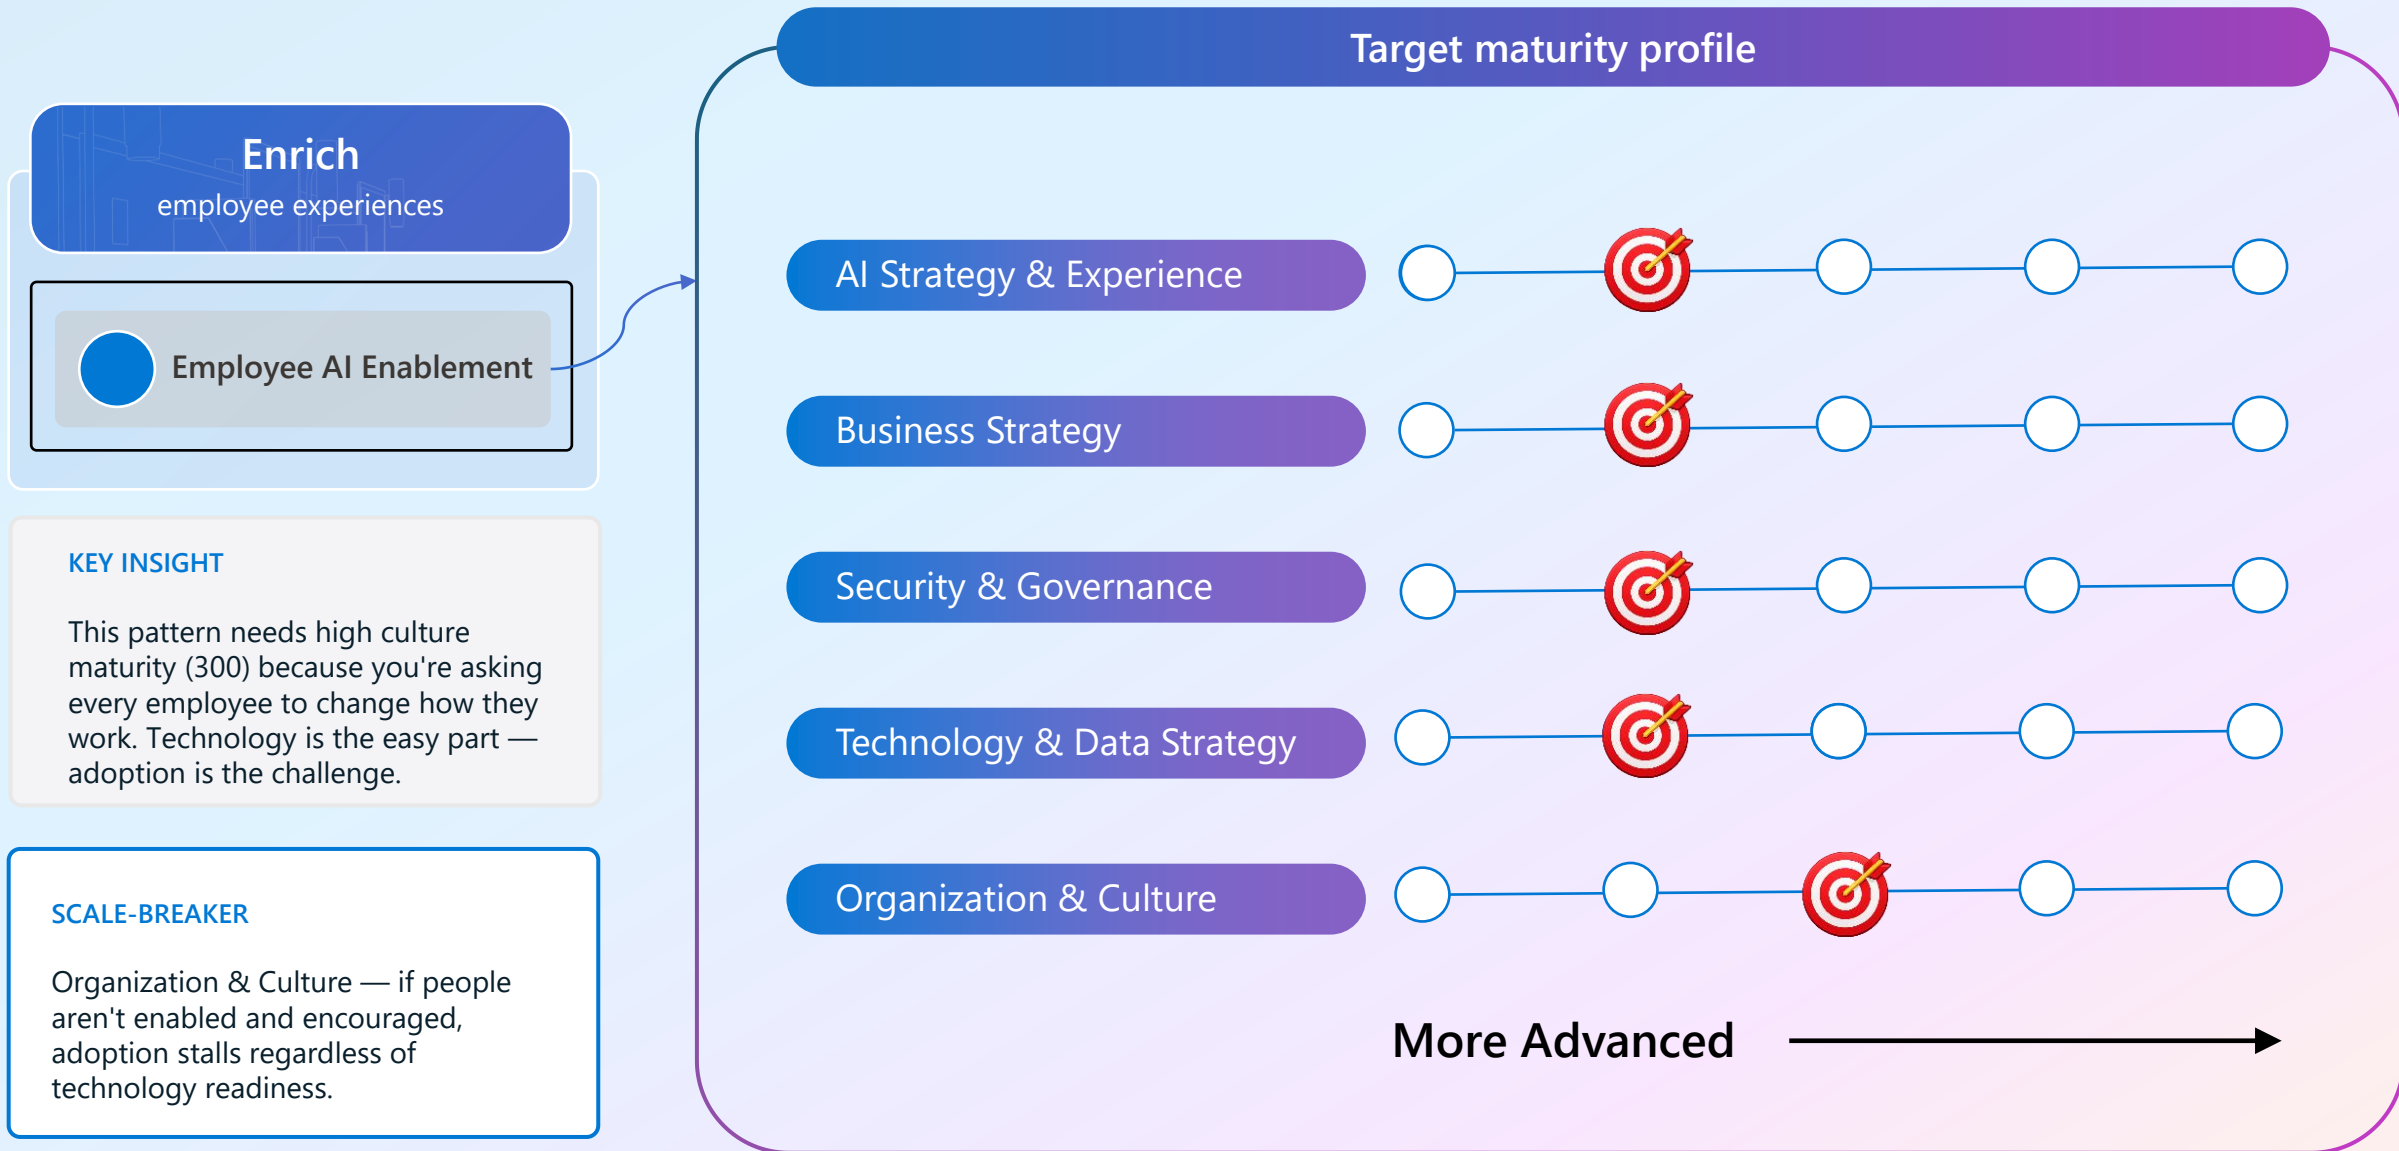 Target maturity profile
Enrich
employee experiences
Employee AI Enablement
KEY INSIGHT
This pattern needs high culture
maturity (300) because you're asking
every employee to change how they
work. Technology is the easy part —
adoption is the challenge.
SCALE-BREAKER
Organization & Culture — if people
aren't enabled and encouraged,
adoption stalls regardless of
technology readiness.
AI Strategy & Experience
Business Strategy
Security & Governance
Technology & Data Strategy
Organization & Culture
More Advanced